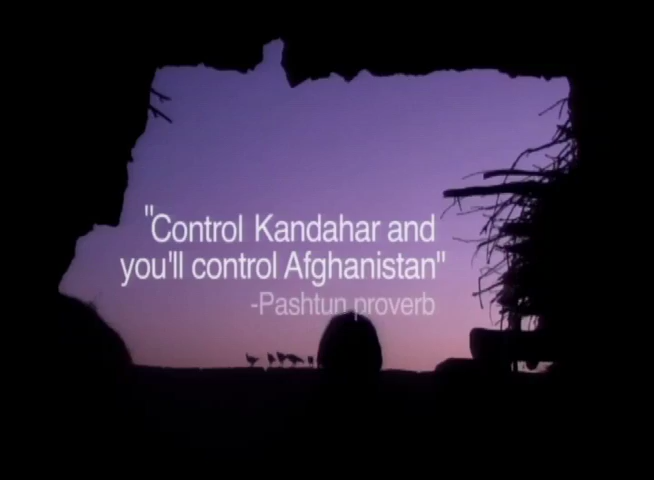 "Control Kandahar and
you'll control Afghanistan"
-Pashtun proverb